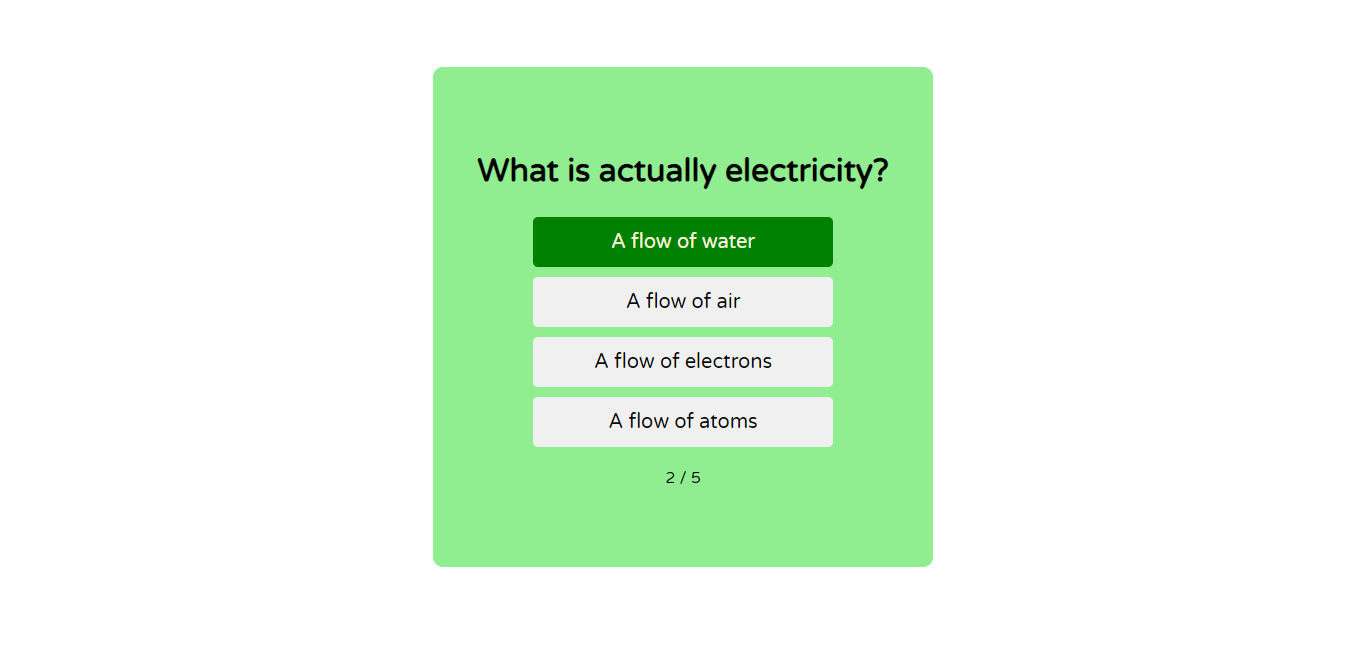 What is actually electricity?
A flow of water
A flow of air
A flow of electrons
A flow of atoms
2 / 5